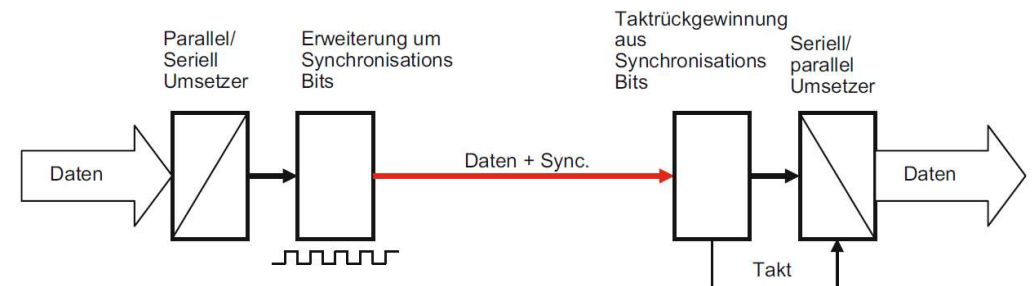 Parallel/
Seriell
Umsetzer
Erweiterung um
Synchronisations
Bits
Taktrückgewinnung
aus
Synchronisations
Bits
Seriell/
parallel
Umsetzer
Daten
Daten + Sync.
Daten
Takt